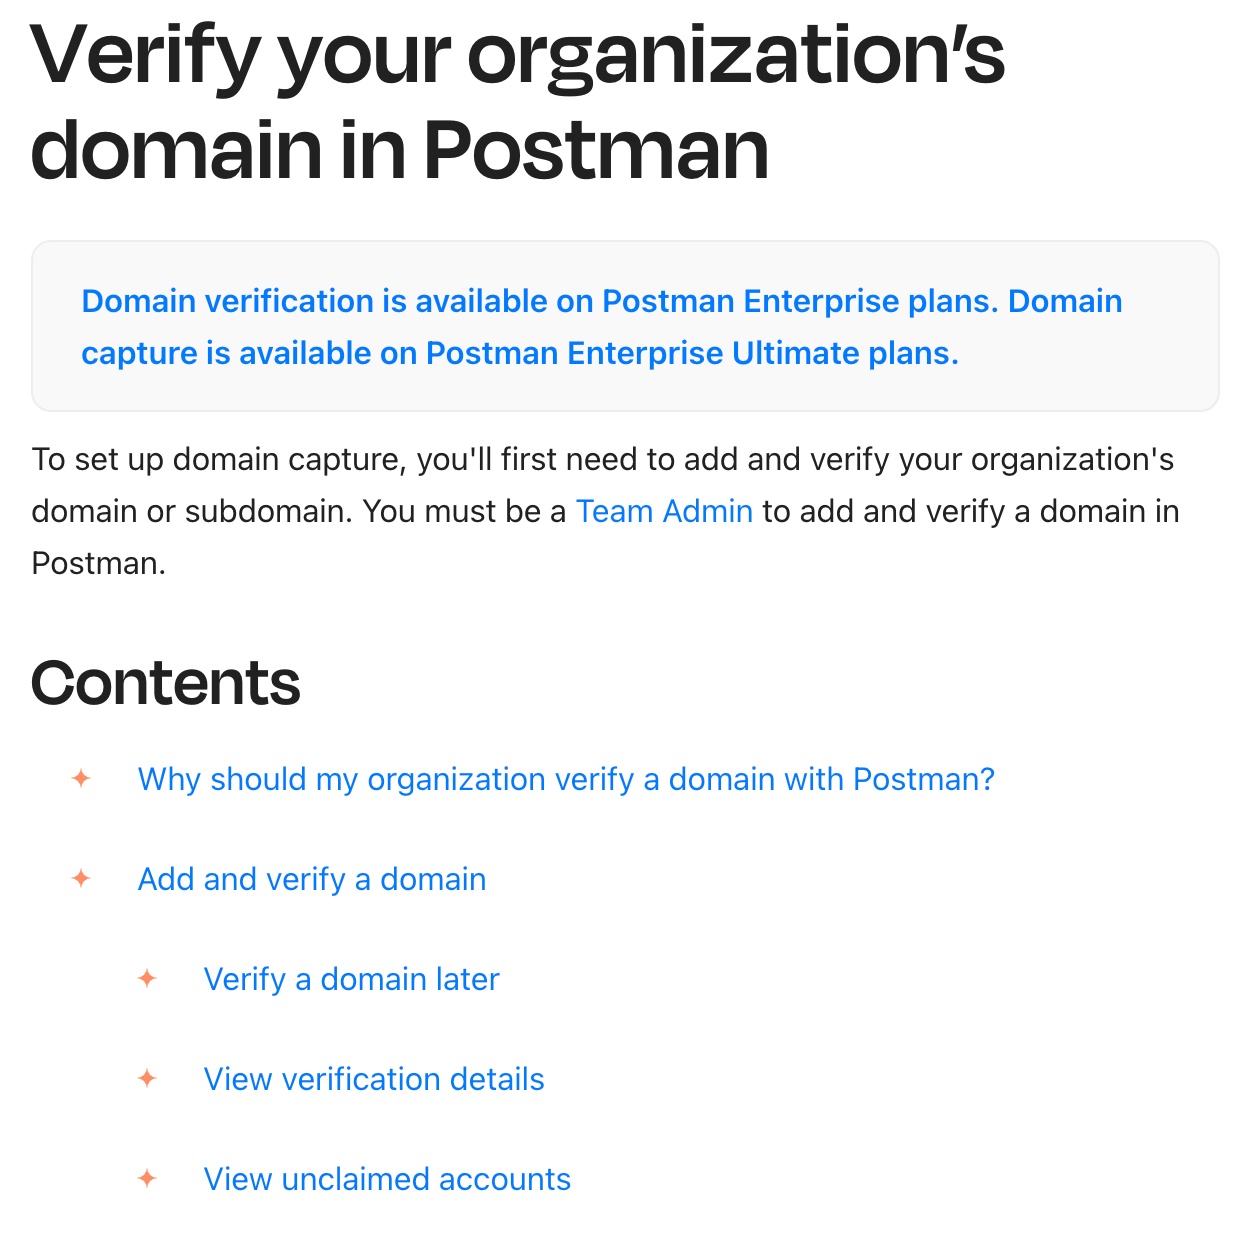 Verify your organization’s
domain in Postman
Domain verification is available on Postman Enterprise plans. Domain
capture is available on Postman Enterprise Ultimate plans.
To set up domain capture, you'll first need to add and verify your organization's
domain or subdomain. You must be a Team Admin to add and verify a domain in
Postman.
Contents
Why should my organization verify a domain with Postman?
Add and verify a domain
Verify a domain later
View verification details
View unclaimed accounts